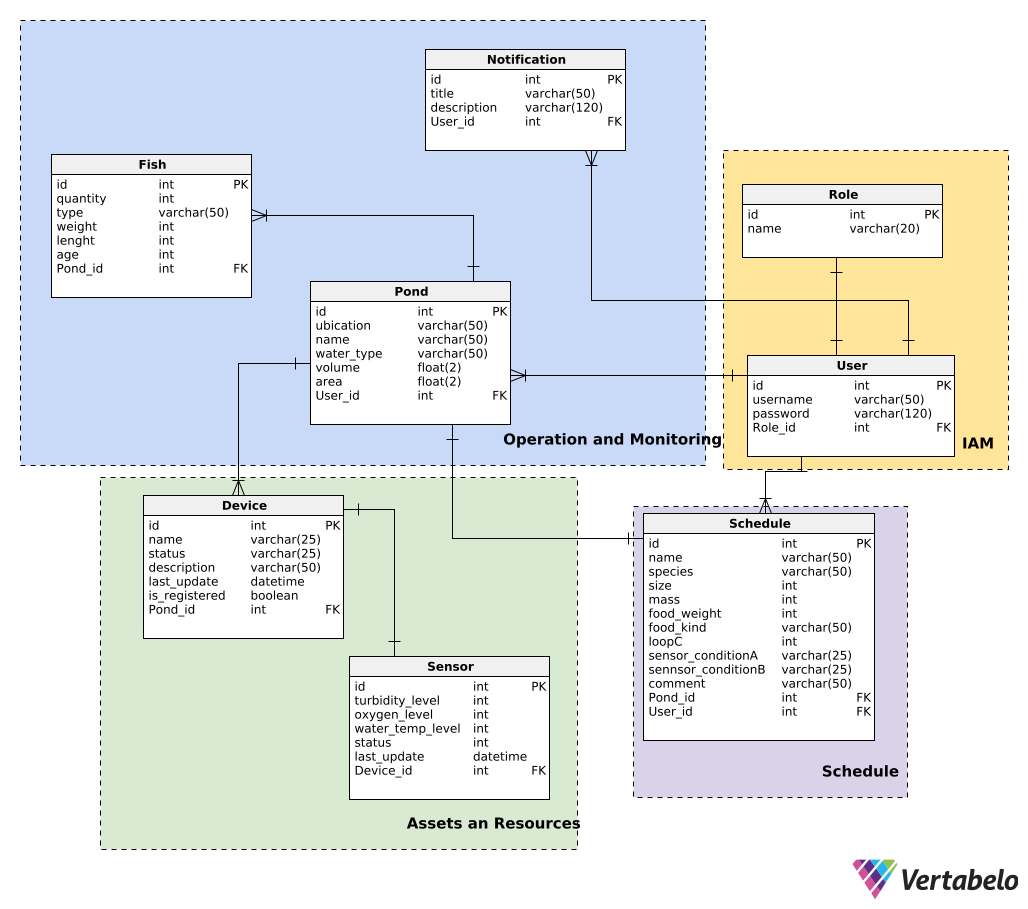 Notification
id int PK
title varchar(50)
description varchar(120)
User_id int FK
Fish
id int PK
quantity int
type varchar(50)
weight int
lenght int
age int
Pond_id int FK
Role
id int PK
name varchar(20)
Pond
id int PK
ubication varchar(50)
name varchar(50)
water_type varchar(50)
volume float(2)
area float(2)
User_id int FK
User
id int PK
username varchar(50)
password varchar(120)
Role_id int FK
Operation and Monitoring
IAM
Device
id int PK
name varchar(25)
status varchar(25)
description varchar(50)
last_update datetime
is_registered boolean
Pond_id int FK
Schedule
id int PK
name varchar(50)
species varchar(50)
size int
mass int
food_weight int
food_kind varchar(50)
loopC int
sensor_conditionA varchar(25)
sennsor_conditionB varchar(25)
comment varchar(50)
Pond_id int FK
User_id int FK
Sensor
id int PK
turbidity_level int
oxygen_level int
water_temp_level int
status int
last_update datetime
Device_id int FK
Schedule
Assets an Resources
Vertabelo